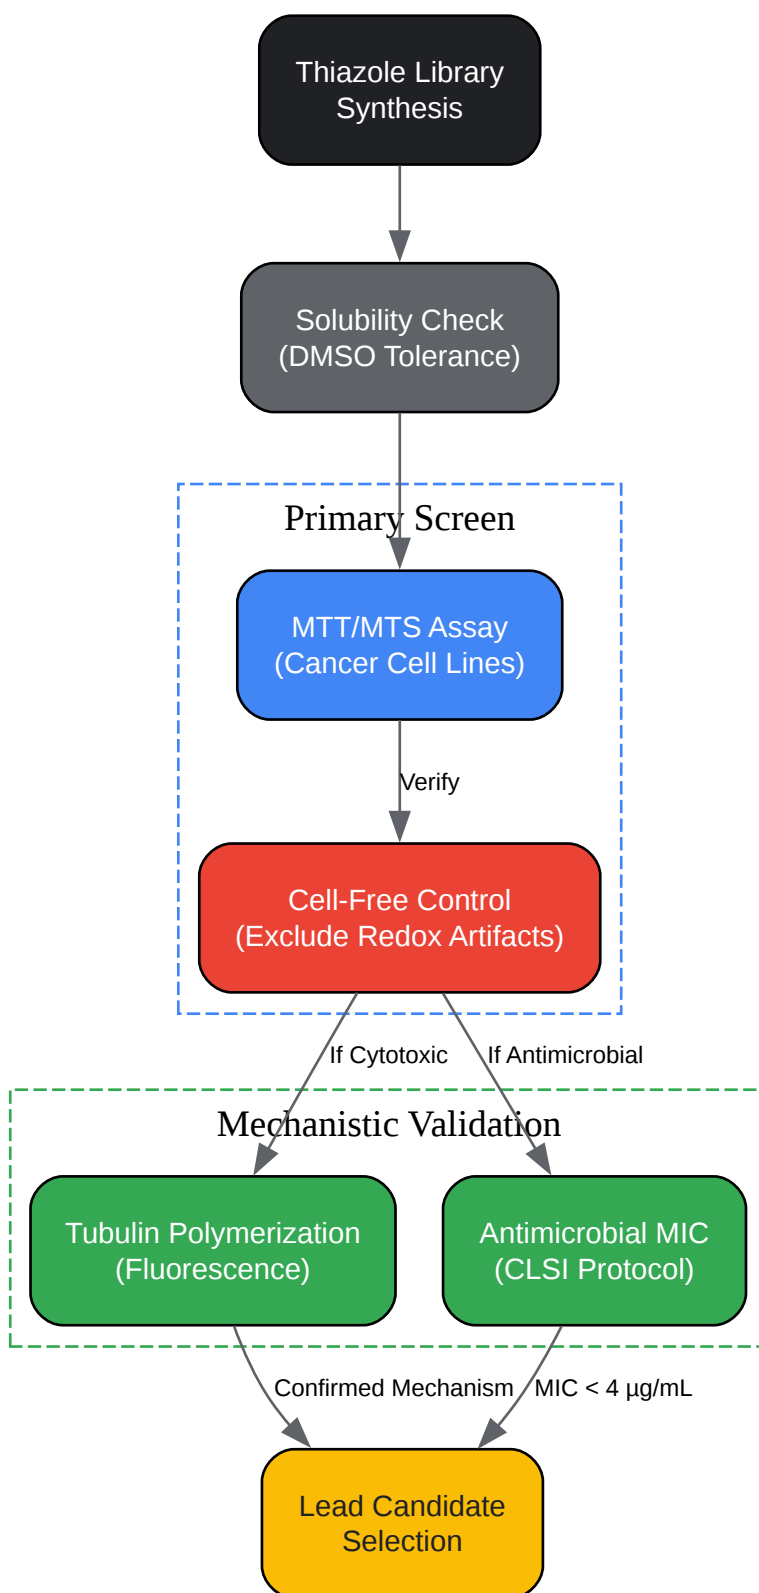 Thiazole Library
Synthesis
Solubility Check
(DMSO Tolerance)
Primary Screen
MTT/MTS Assay
(Cancer Cell Lines)
Verify
Cell-Free Control
(Exclude Redox Artifacts)
If Cytotoxic
If Antimicrobial
Mechanistic Validation
Tubulin Polymerization
(Fluorescence)
Antimicrobial MIC
(CLSI Protocol)
Confirmed Mechanism
MIC < 4 µg/mL
Lead Candidate
Selection